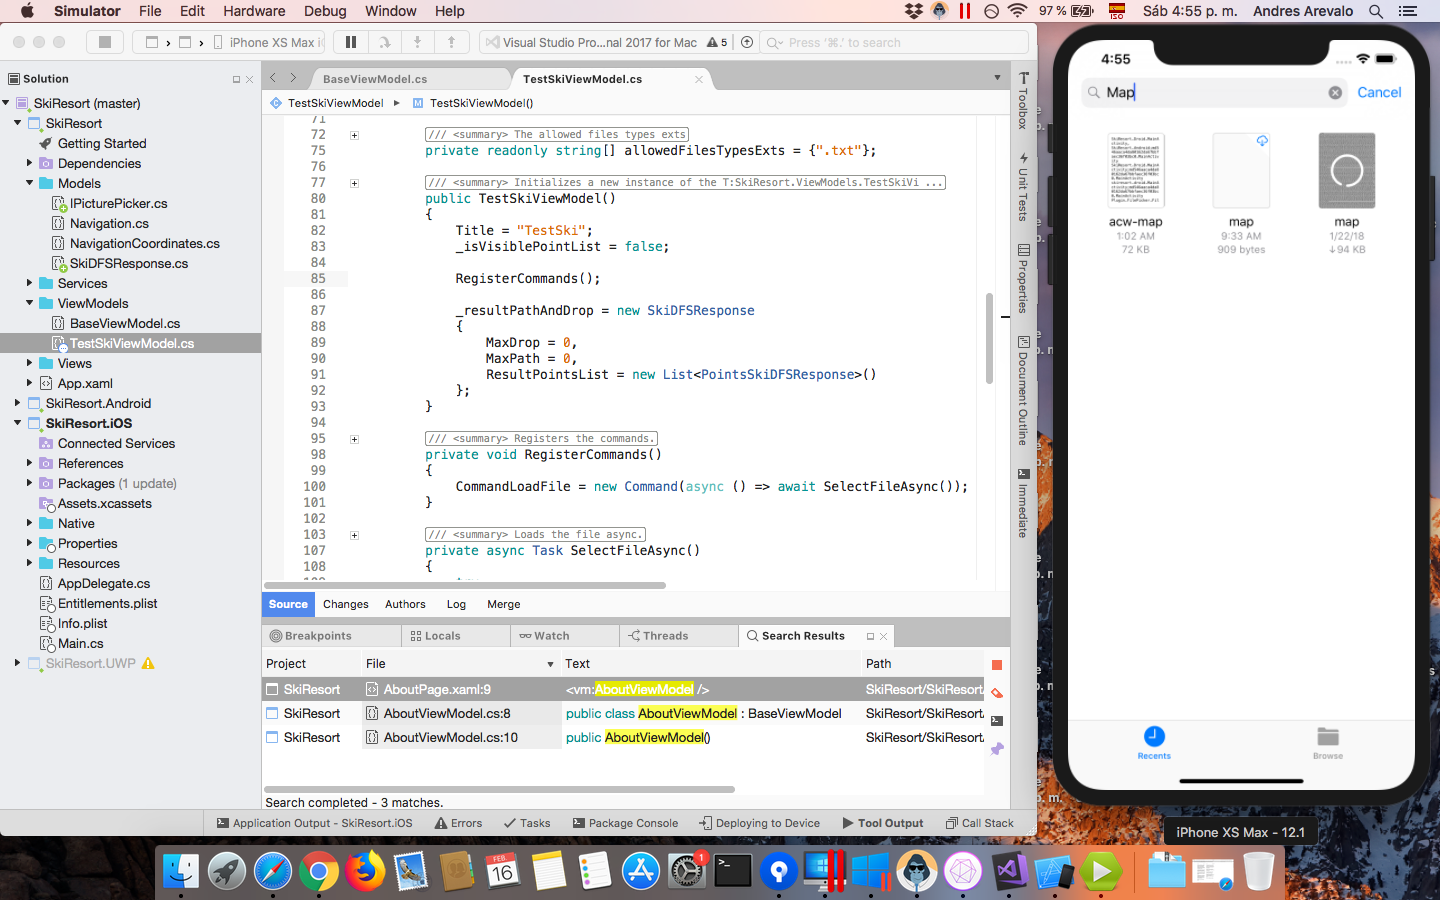 Simulator File Edit Hardware Debug Window Help
97 % ISO Sáb 4:55 p. m. Andres Arevalo
iPhone XS Max i
Visual Studio Pro...nal 2017 for Mac 5
Press '⌘.' to search
Solution
SkiResort (master)
SkiResort
Getting Started
Dependencies
Models
IPicturePicker.cs
Navigation.cs
NavigationCoordinates.cs
SkiDFSResponse.cs
Services
ViewModels
BaseViewModel.cs
TestSkiViewModel.cs
Views
App.xaml
SkiResort.Android
SkiResort.iOS
Connected Services
References
Packages (1 update)
Assets.xcassets
Native
Properties
Resources
AppDelegate.cs
Entitlements.plist
Info.plist
Main.cs
SkiResort.UWP
BaseViewModel.cs
TestSkiViewModel.cs
TestSkiViewModel ▸ M TestSkiViewModel()
71
72 /// <summary> The allowed files types exts
75 private readonly string[] allowedFilesTypesExts = {".txt"};
76
77 /// <summary> Initializes a new instance of the T:SkiResort.ViewModels.TestSkiVi ...
80 public TestSkiViewModel()
81 {
82 Title = "TestSki";
83 _isVisiblePointList = false;
84
85 RegisterCommands();
86
87 _resultPathAndDrop = new SkiDFSResponse
88 {
89 MaxDrop = 0,
90 MaxPath = 0,
91 ResultPointsList = new List<PointsSkiDFSResponse>()
92 };
93 }
94
95 /// <summary> Registers the commands.
98 private void RegisterCommands()
99 {
100 CommandLoadFile = new Command(async () => await SelectFileAsync());
101 }
102
103 /// <summary> Loads the file async.
107 private async Task SelectFileAsync()
108 {
Source Changes Authors Log Merge
Breakpoints Locals Watch Threads Search Results
Project File Text Path
SkiResort AboutPage.xaml:9 <vm:AboutViewModel /> SkiResort/SkiResort/
SkiResort AboutViewModel.cs:8 public class AboutViewModel : BaseViewModel SkiResort/SkiResort/
SkiResort AboutViewModel.cs:10 public AboutViewModel() SkiResort/SkiResort/
Search completed - 3 matches.
Application Output - SkiResort.iOS Errors Tasks Package Console Deploying to Device Tool Output Call Stack
Toolbox
Unit Tests
Properties
Document Outline
Immediate
4:55
Map
Cancel
acw-map
1:02 AM
72 KB
map
9:33 AM
909 bytes
map
1/22/18
94 KB
Recents
Browse
iPhone XS Max - 12.1
FEB.
16
1